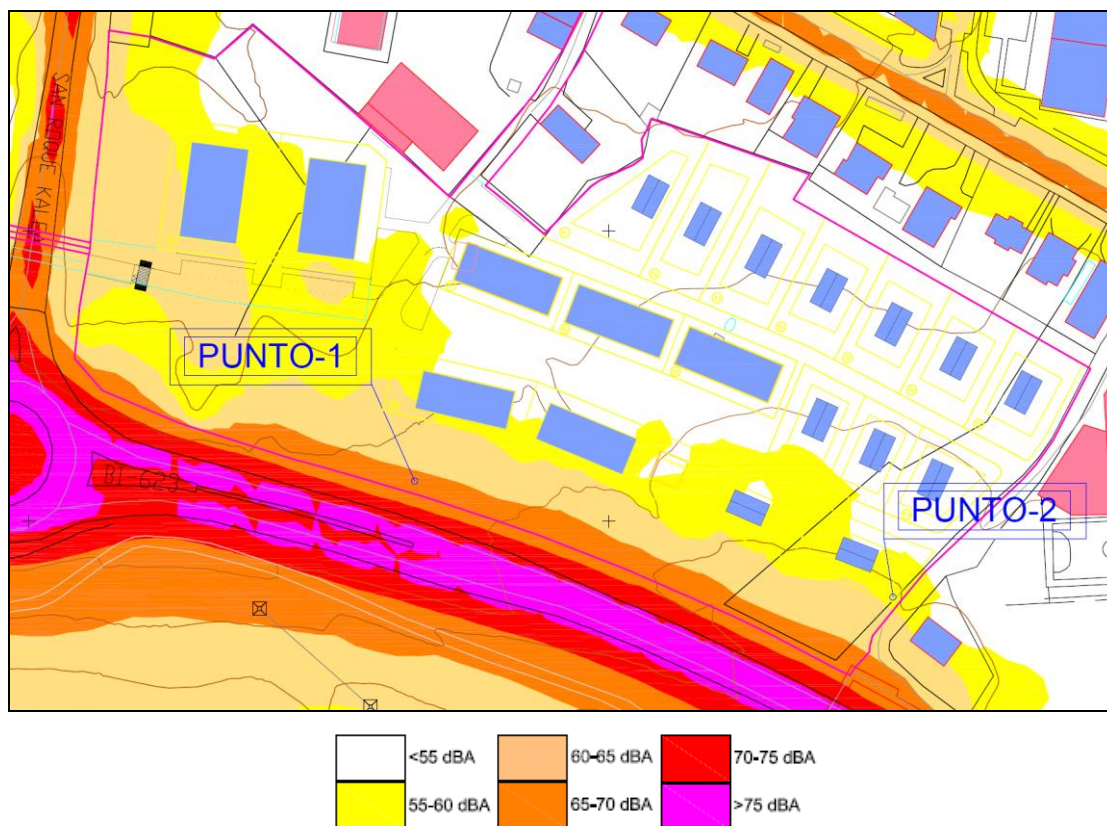 SAN ROQUE KALEA
PUNTO-1
BI-623
PUNTO-2
<55 dBA
60-65 dBA
70-75 dBA
55-60 dBA
65-70 dBA
>75 dBA